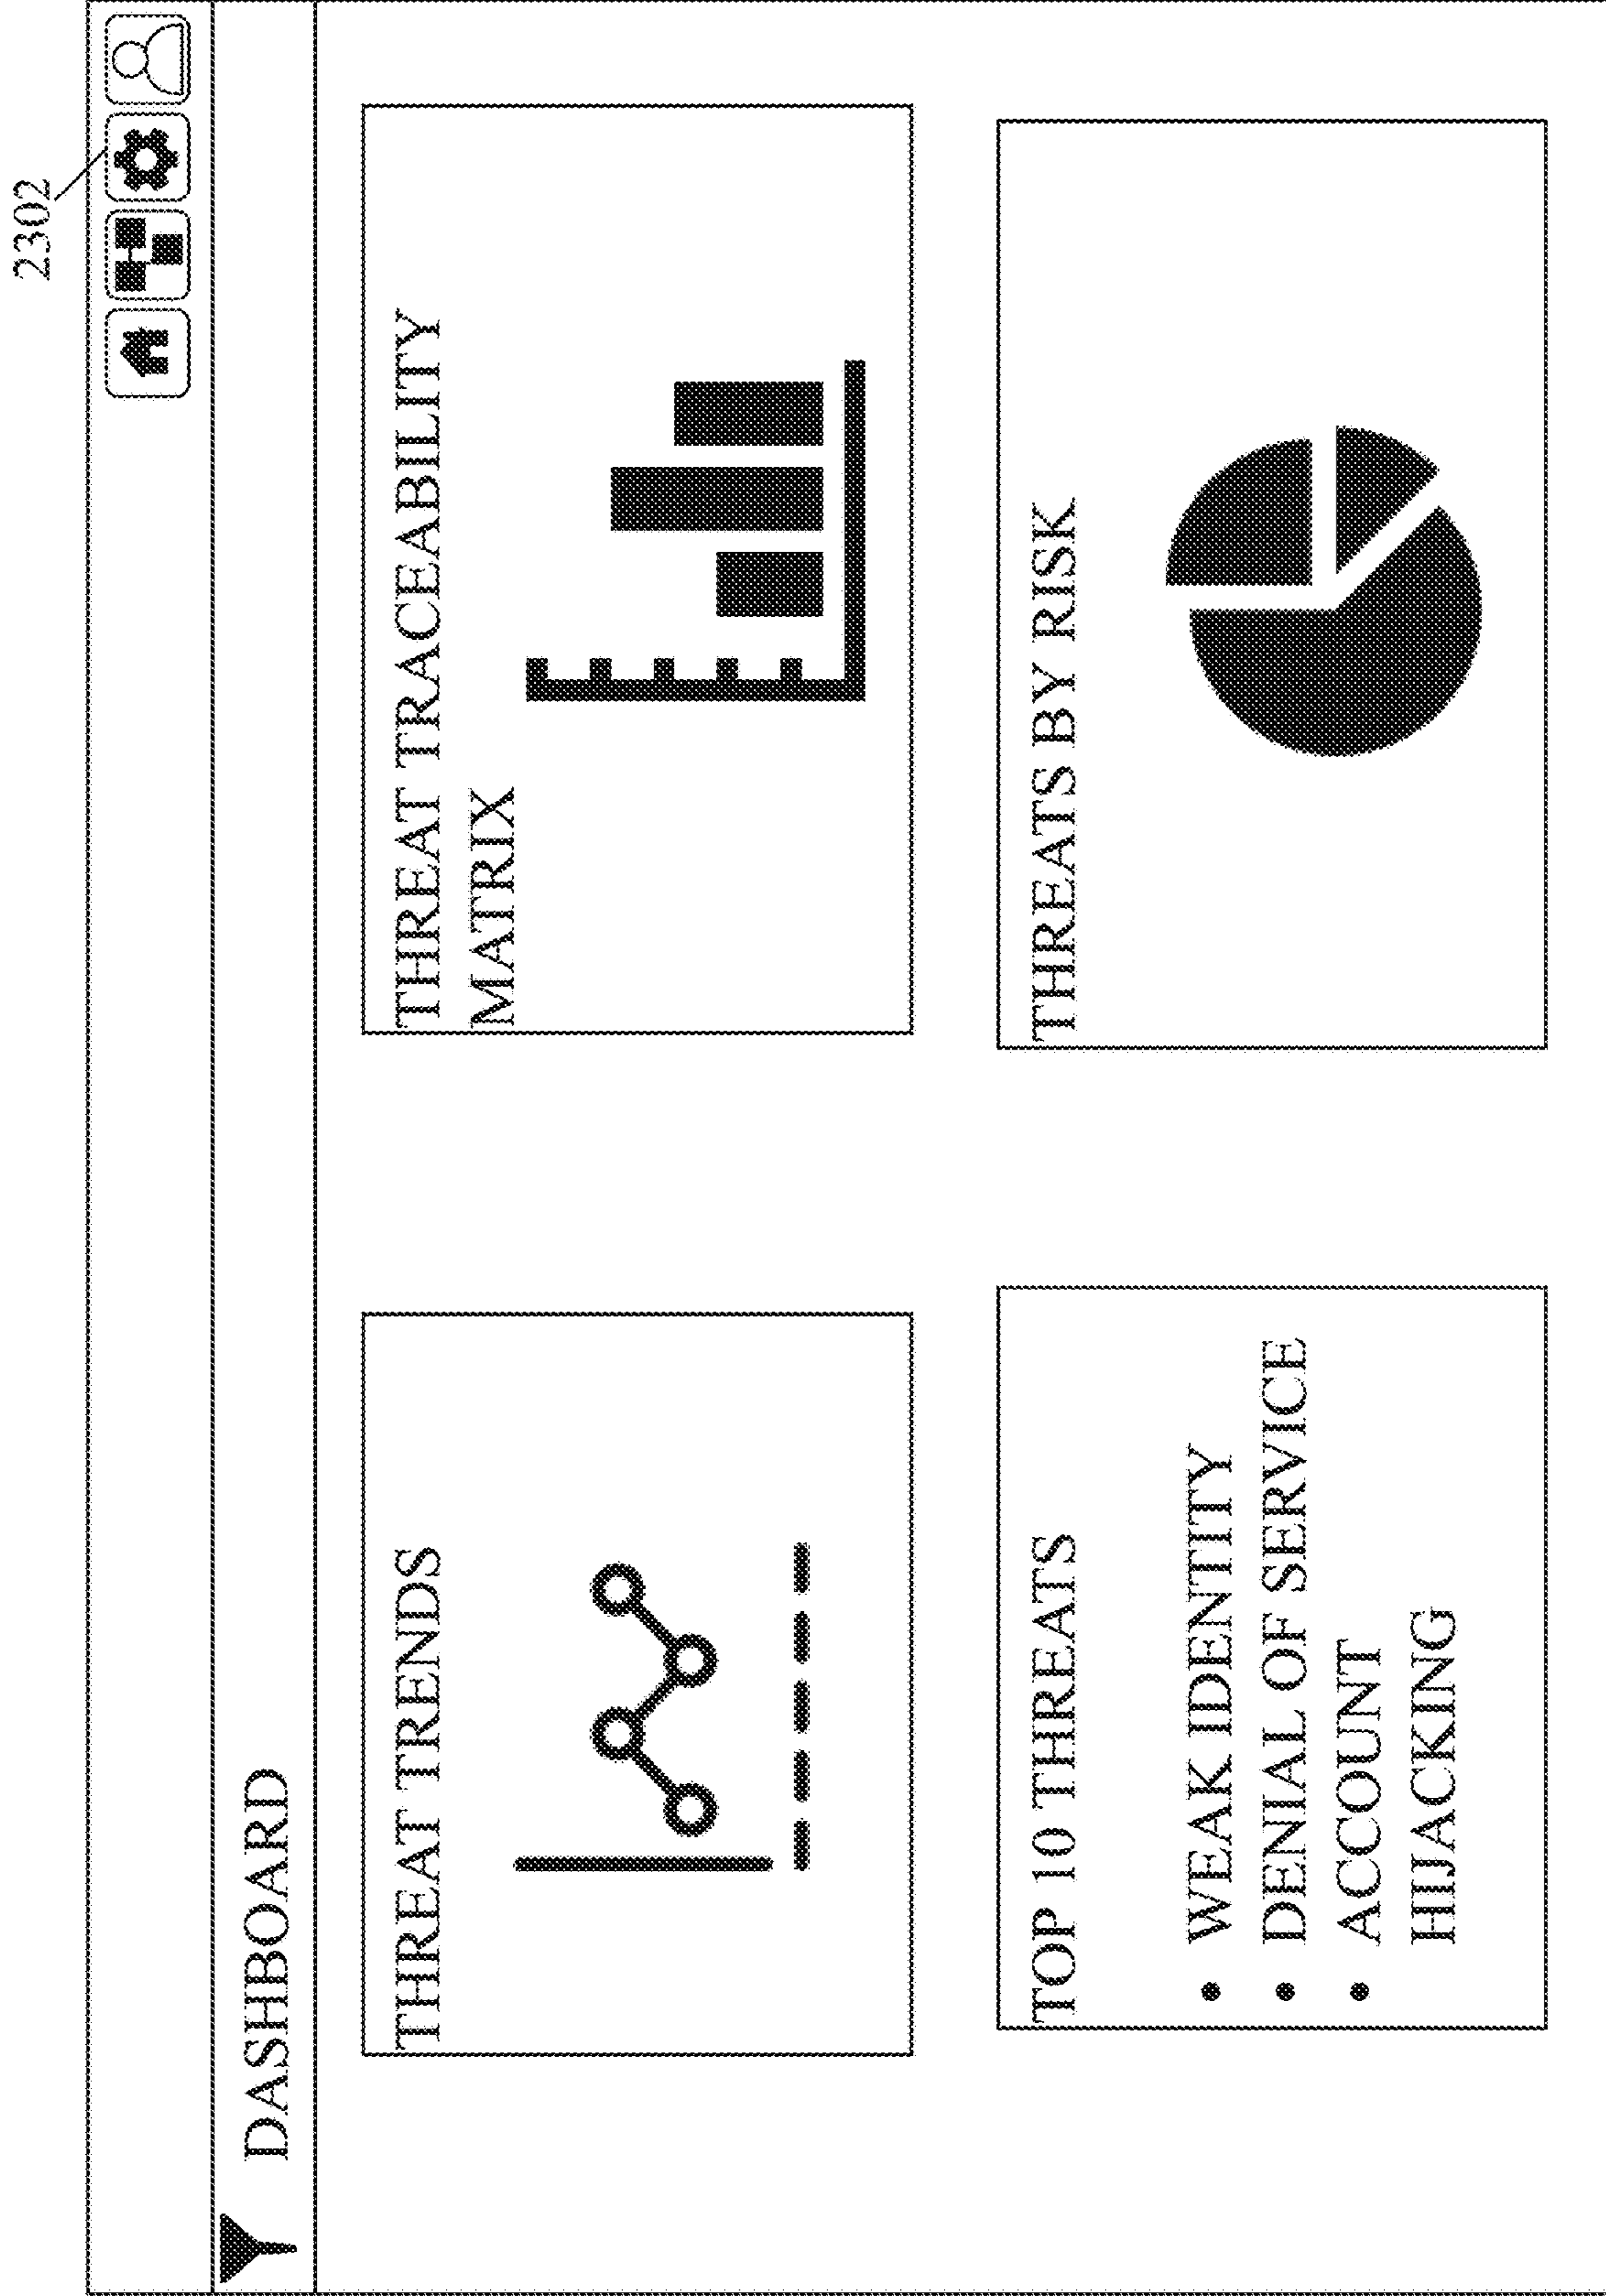 2302
DASHBOARD
THREAT TRENDS
THREAT TRACEABILITY
MATRIX
TOP 10 THREATS
• WEAK IDENTITY
• DENIAL OF SERVICE
• ACCOUNT
HIJACKING
THREATS BY RISK